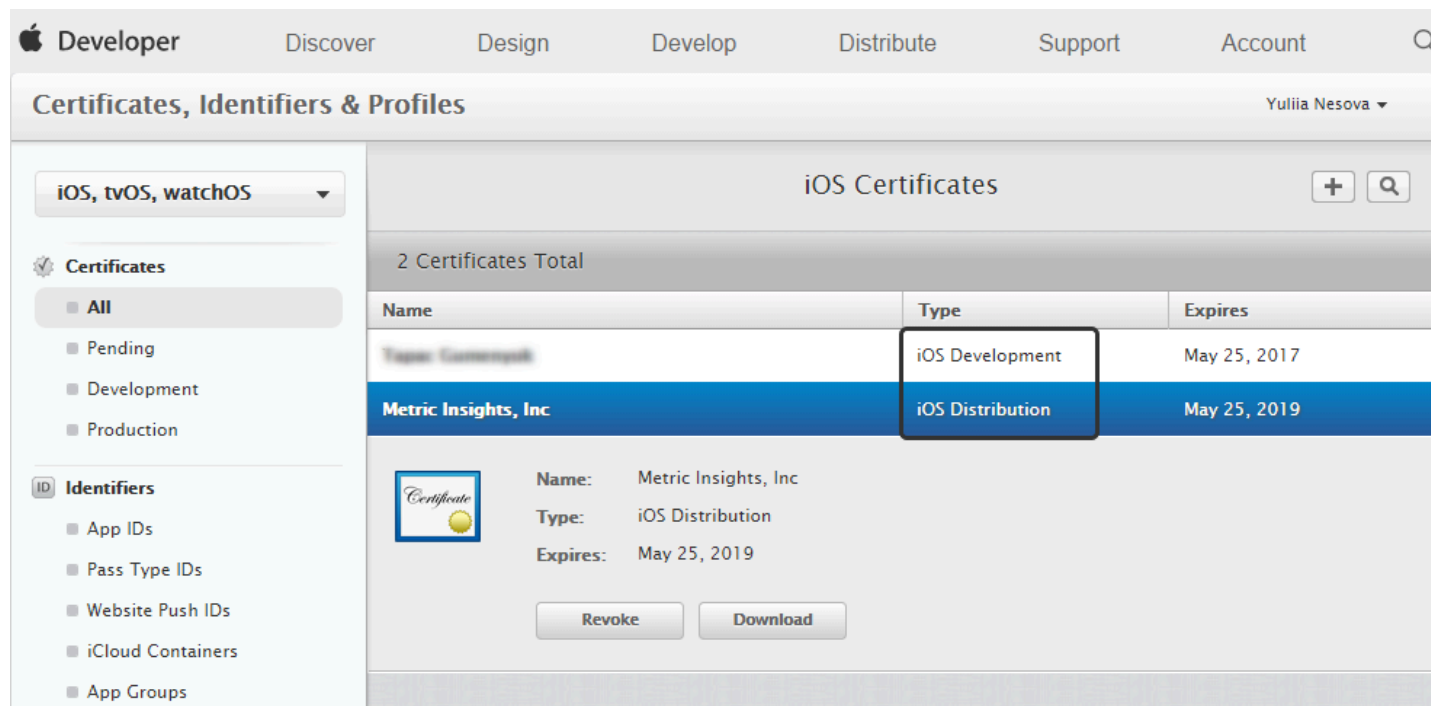 Developer Discover Design Develop Distribute Support Account
Certificates, Identifiers & Profiles
Yuliia Nesova
iOS, tvOS, watchOS
Certificates
All
Pending
Development
Production
ID Identifiers
App IDs
Pass Type IDs
Website Push IDs
iCloud Containers
App Groups
iOS Certificates
2 Certificates Total
Name Type Expires
iOS Development May 25, 2017
Metric Insights, Inc iOS Distribution May 25, 2019
Certificate
Name: Metric Insights, Inc
Type: iOS Distribution
Expires: May 25, 2019
Revoke Download